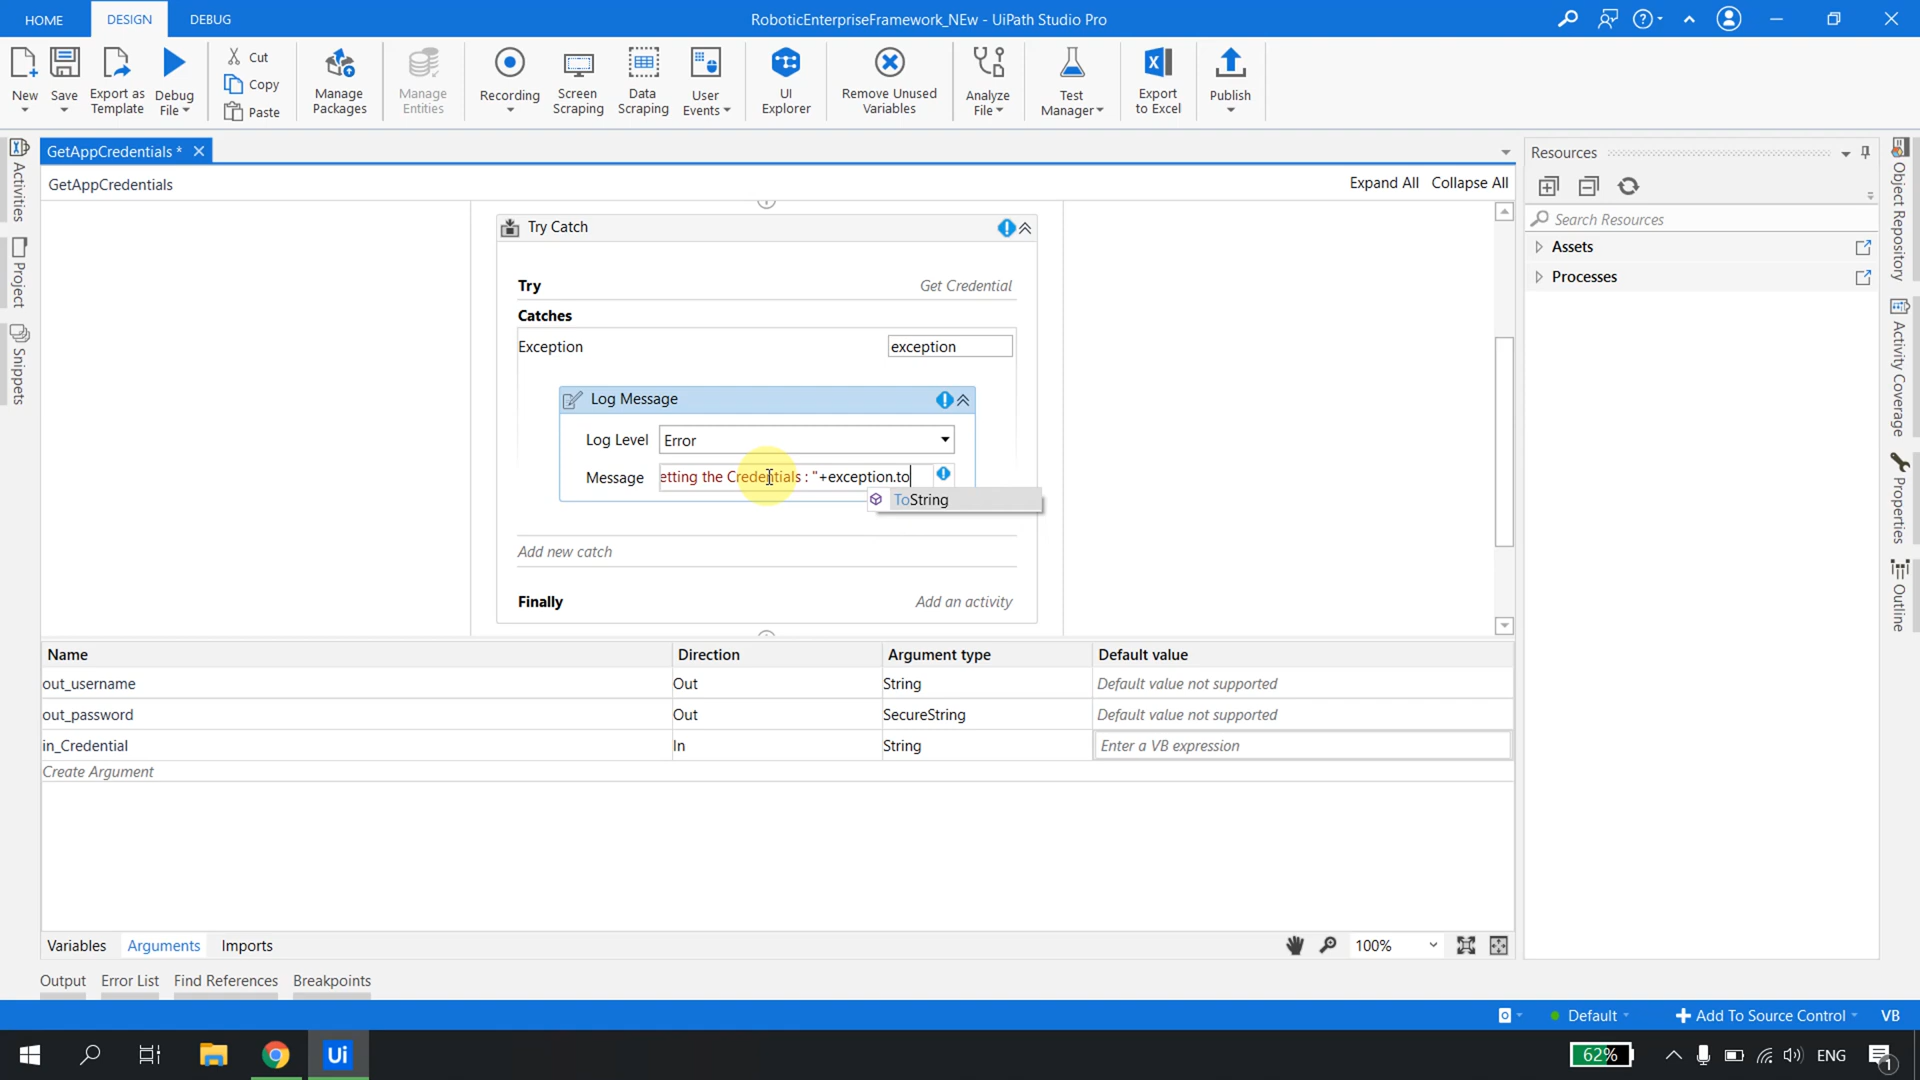 HOME
DESIGN
DEBUG
RoboticEnterpriseFramework_NEw - UiPath Studio Pro
New
Save
Export as
Template
Debug
File
Cut
Copy
Paste
Manage
Packages
Manage
Entities
Recording
Screen
Scraping
Data
Scraping
User
Events
UI
Explorer
Remove Unused
Variables
Analyze
File
Test
Manager
Export
to Excel
Publish
Activities
Project
Snippets
GetAppCredentials *
GetAppCredentials
Expand All
Collapse All
Try Catch
Try
Get Credential
Catches
Exception
exception
Log Message
Log Level
Error
Message
etting the Credentials : "+exception.to
ToString
Add new catch
Finally
Add an activity
Name
Direction
Argument type
Default value
out_username
Out
String
Default value not supported
out_password
Out
SecureString
Default value not supported
in_Credential
In
String
Enter a VB expression
Create Argument
Variables
Arguments
Imports
100%
Output
Error List
Find References
Breakpoints
Resources
Search Resources
Assets
Processes
Object Repository
Activity Coverage
Properties
Outline
Default
Add To Source Control
VB
Ui
62%
ENG
1